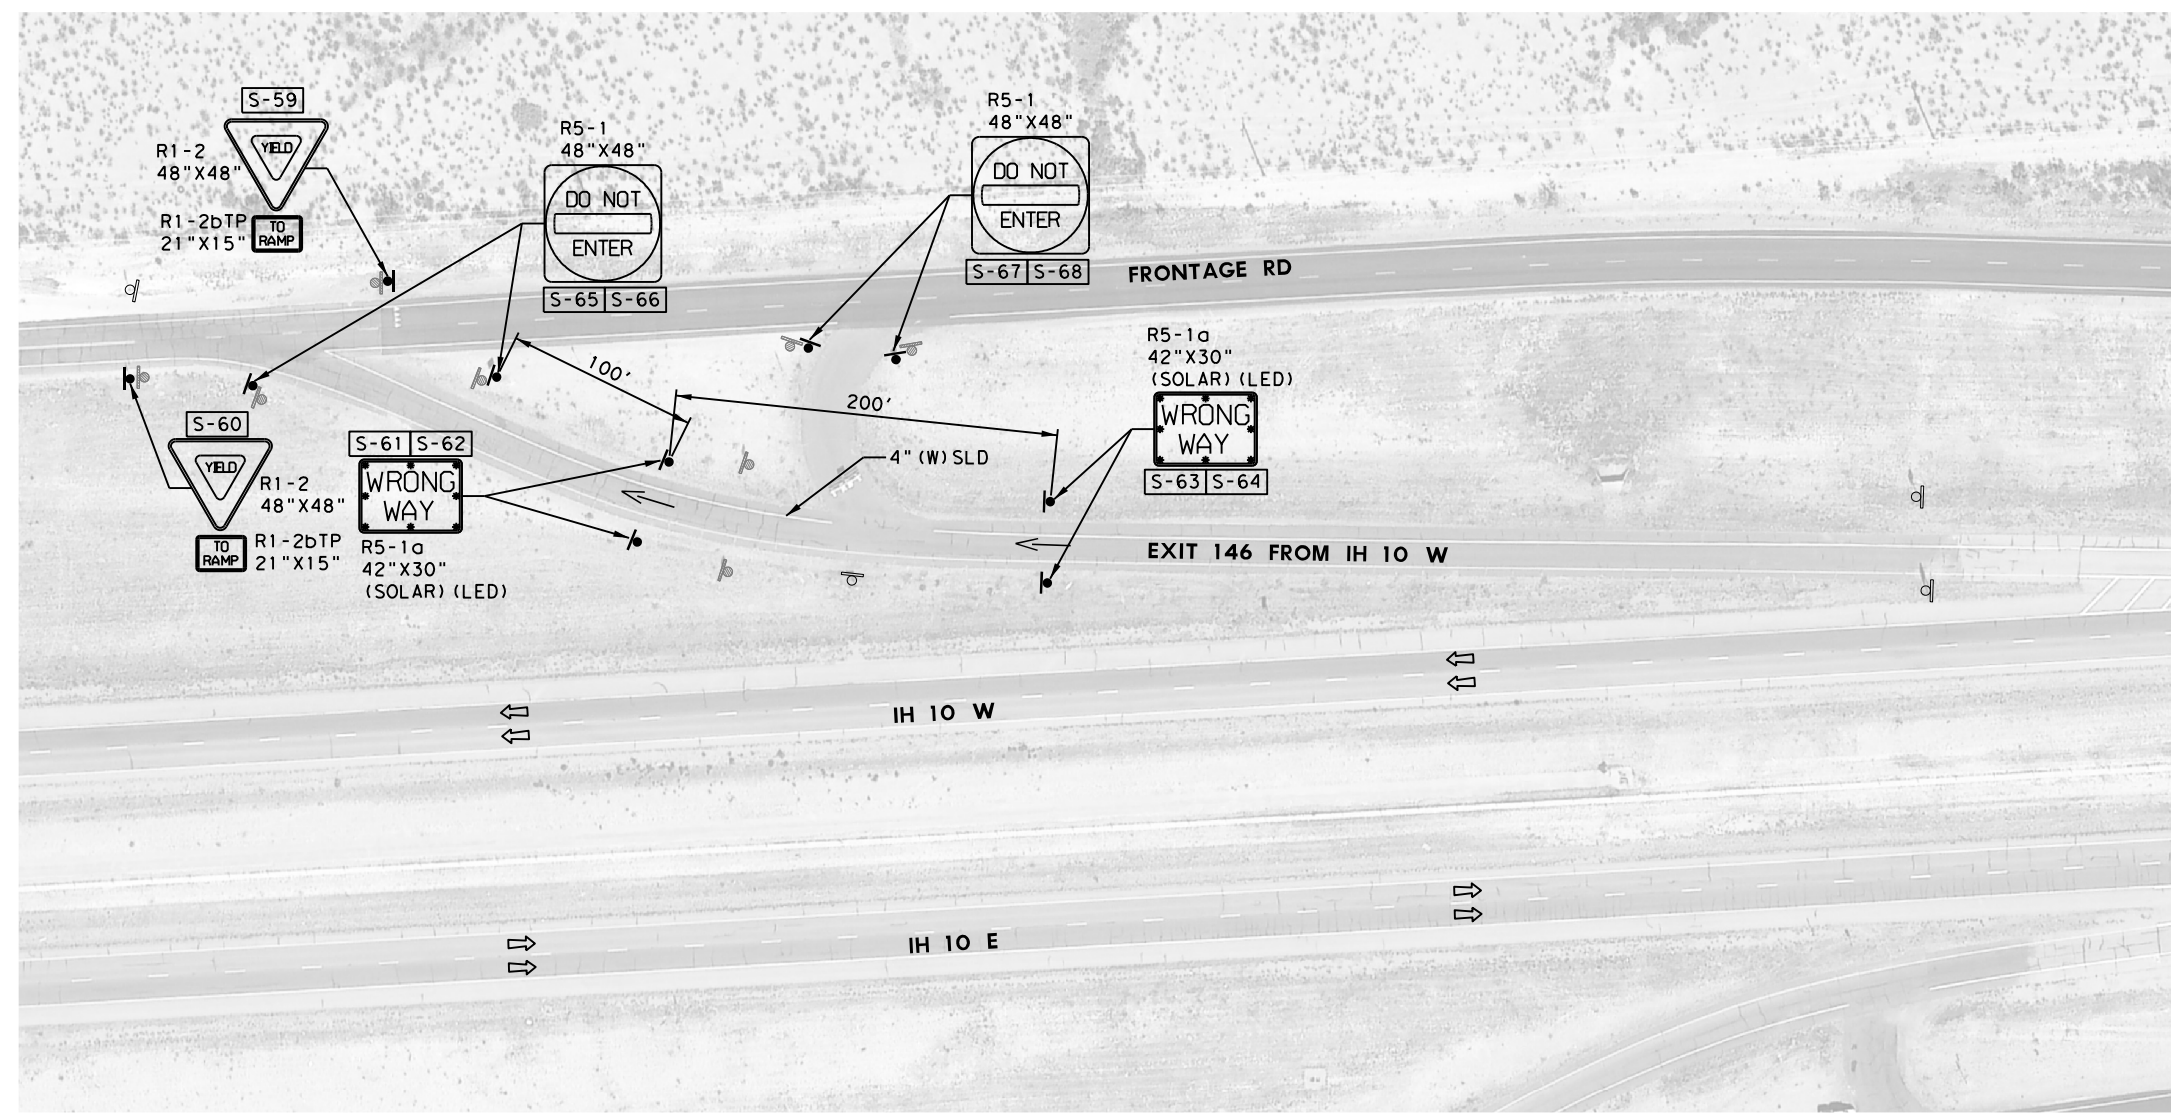 S-59
YIELD
R1-2
48"X48"
R1-2bTP
21"X15"
TO
RAMP
R5-1
48"X48"
DO NOT
ENTER
S-65 S-66
R5-1
48"X48"
DO NOT
ENTER
S-67 S-68
FRONTAGE RD
100'
200'
R5-1a
42"X30"
(SOLAR) (LED)
WRONG
WAY
S-63 S-64
4" (W) SLD
S-60
YIELD
R1-2
48"X48"
TO
RAMP
R1-2bTP
21"X15"
S-61 S-62
WRONG
WAY
R5-1a
42"X30"
(SOLAR) (LED)
EXIT 146 FROM IH 10 W
IH 10 W
IH 10 E